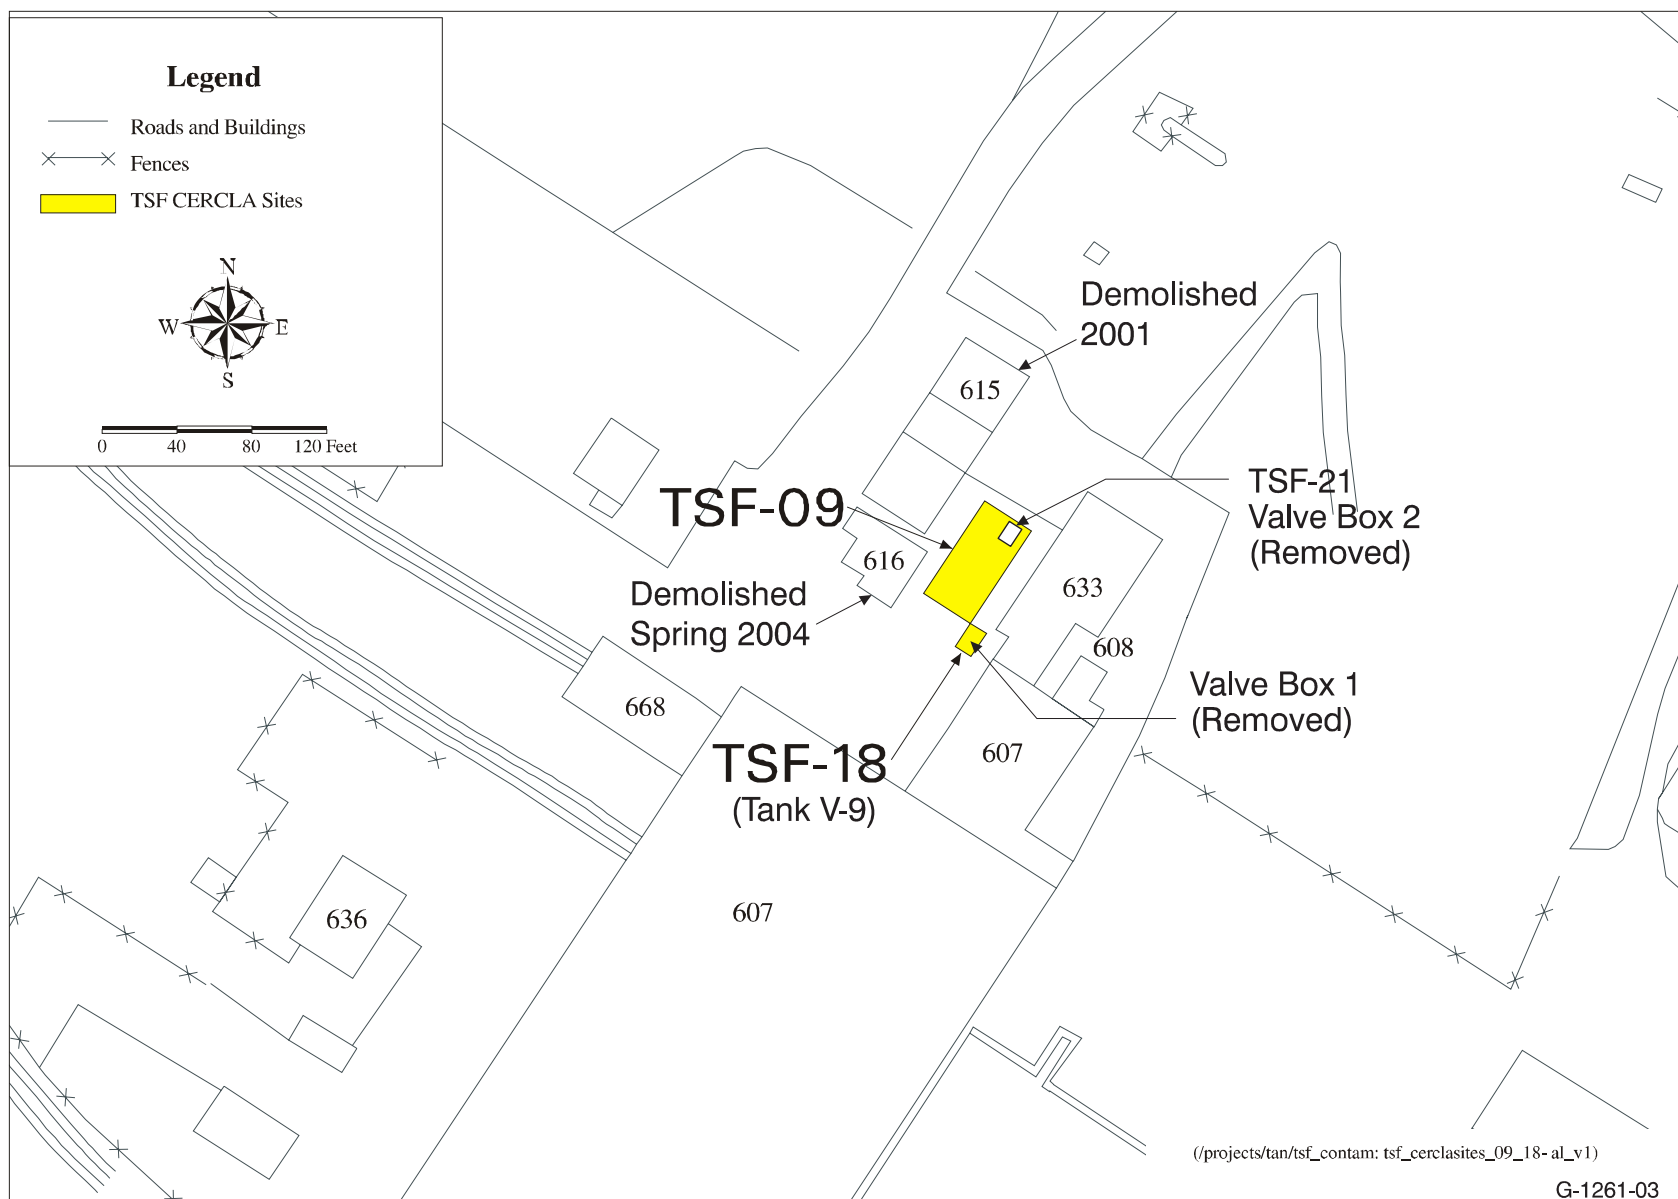 Legend
Roads and Buildings
Fences
TSF CERCLA Sites
N
W
E
S
0 40 80 120 Feet
Demolished
2001
615
TSF-09
TSF-21
Valve Box 2
(Removed)
616
633
Demolished
Spring 2004
608
668
Valve Box 1
(Removed)
TSF-18
(Tank V-9)
607
607
636
(/projects/tan/tsf_contam: tsf_cerclasites_09_18- al_v1)
G-1261-03